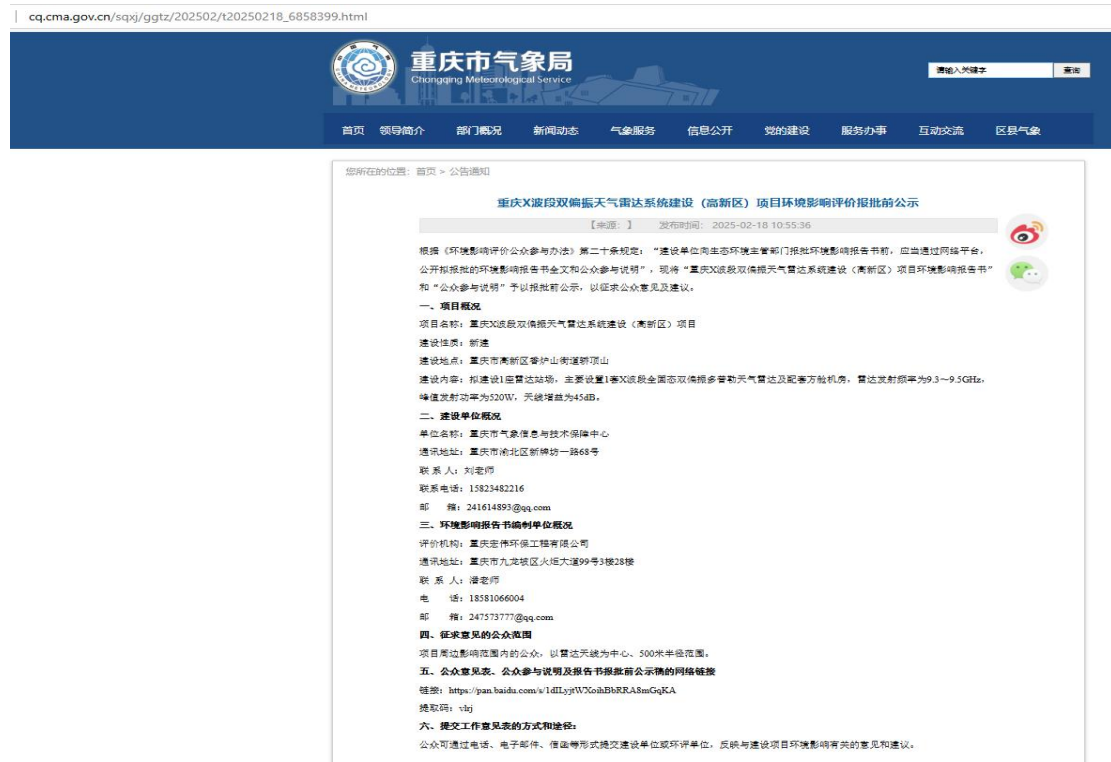 cq.cma.gov.cn/sqxj/ggtz/202502/t20250218_6858399.html
重庆市气象局
Chongqing Meteorological Service
请输入关键字 查询
首页 领导简介 部门概况 新闻动态 气象服务 信息公开 党的建设 服务办事 互动交流 区县气象
您所在的位置：首页 > 公告通知
重庆X波段双偏振天气雷达系统建设（高新区）项目环境影响评价报批前公示
【来源： 】 发布时间： 2025-02-18 10:55:36
根据《环境影响评价公众参与办法》第二十条规定：“建设单位向生态环境主管部门报批环境影响报告书前，应当通过网络平台，
公开拟报批的环境影响报告书全文和公众参与说明”，现将“重庆X波段双偏振天气雷达系统建设（高新区）项目环境影响报告书”
和“公众参与说明”予以报批前公示，以征求公众意见及建议。
一、项目概况
项目名称：重庆X波段双偏振天气雷达系统建设（高新区）项目
建设性质：新建
建设地点：重庆市高新区香炉山街道轿顶山
建设内容：拟建设1座雷达站场，主要设置1套X波段全固态双偏振多普勒天气雷达及配套方舱机房，雷达发射频率为9.3～9.5GHz，
峰值发射功率为520W，天线增益为45dB。
二、建设单位概况
单位名称：重庆市气象信息与技术保障中心
通讯地址：重庆市渝北区新牌坊一路68号
联 系 人：刘老师
联系电话：15823482216
邮 箱：241614893@qq.com
三、环境影响报告书编制单位概况
评价机构：重庆宏伟环保工程有限公司
通讯地址：重庆市九龙坡区火炬大道99号3楼28楼
联 系 人：潘老师
电 话：18581066004
邮 箱：247573777@qq.com
四、征求意见的公众范围
项目周边影响范围内的公众，以雷达天线为中心、500米半径范围。
五、公众意见表、公众参与说明及报告书报批前公示稿的网络链接
链接：https://pan.baidu.com/s/1dILyjtWXoihBbRRA8mGqKA
提取码：vlrj
六、提交工作意见表的方式和途径：
公众可通过电话、电子邮件、信函等形式提交建设单位或环评单位，反映与建设项目环境影响有关的意见和建议。